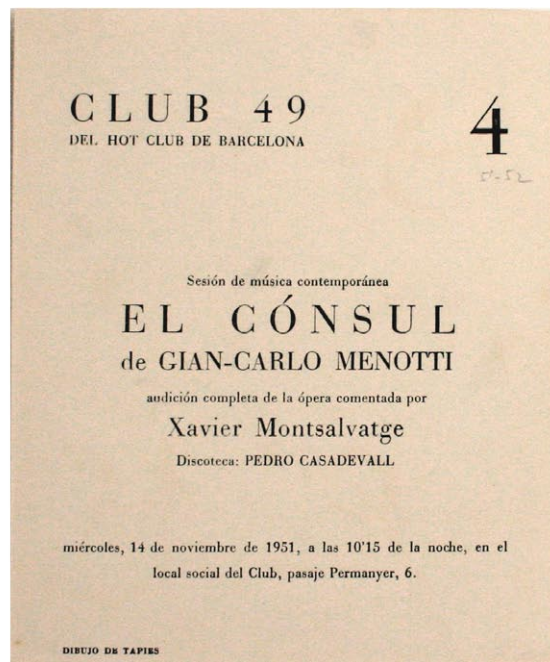 CLUB 49
4
DEL HOT CLUB DE BARCELONA
51-52
Sesión de música contemporánea
EL CÓNSUL
de GIAN-CARLO MENOTTI
audición completa de la ópera comentada por
Xavier Montsalvatge
Discoteca: PEDRO CASADEVALL
miércoles, 14 de noviembre de 1951, a las 10'15 de la noche, en el
local social del Club, pasaje Permanyer, 6.
DIBUJO DE TAPIES